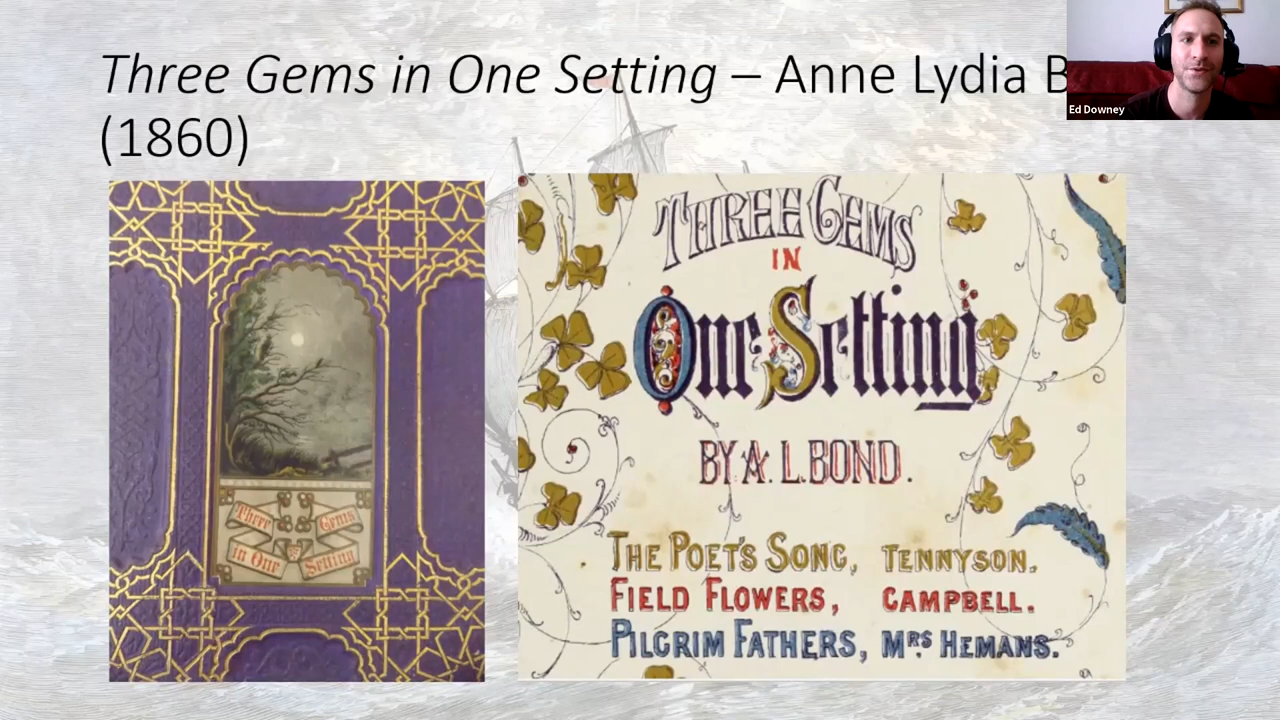 Three Gems in One Setting – Anne Lydia B
(1860)
Ed Downey
Three Gems
in One Setting
THREE GEMS
IN
One Setting
BY A. L. BOND.
THE POET'S SONG, TENNYSON.
FIELD FLOWERS, CAMPBELL.
PILGRIM FATHERS, MRS HEMANS.